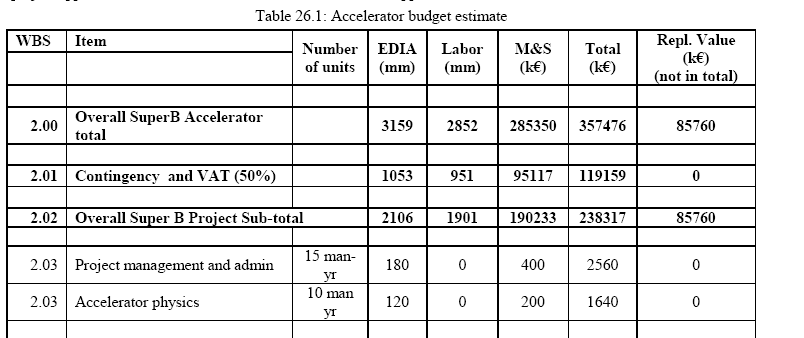 Table 26.1: Accelerator budget estimate
WBS Item Number of units EDIA (mm) Labor (mm) M&S (k€) Total (k€) Repl. Value (k€) (not in total)
2.00 Overall SuperB Accelerator total 3159 2852 285350 357476 85760
2.01 Contingency and VAT (50%) 1053 951 95117 119159 0
2.02 Overall Super B Project Sub-total 2106 1901 190233 238317 85760
2.03 Project management and admin 15 man-yr 180 0 400 2560 0
2.03 Accelerator physics 10 man yr 120 0 200 1640 0